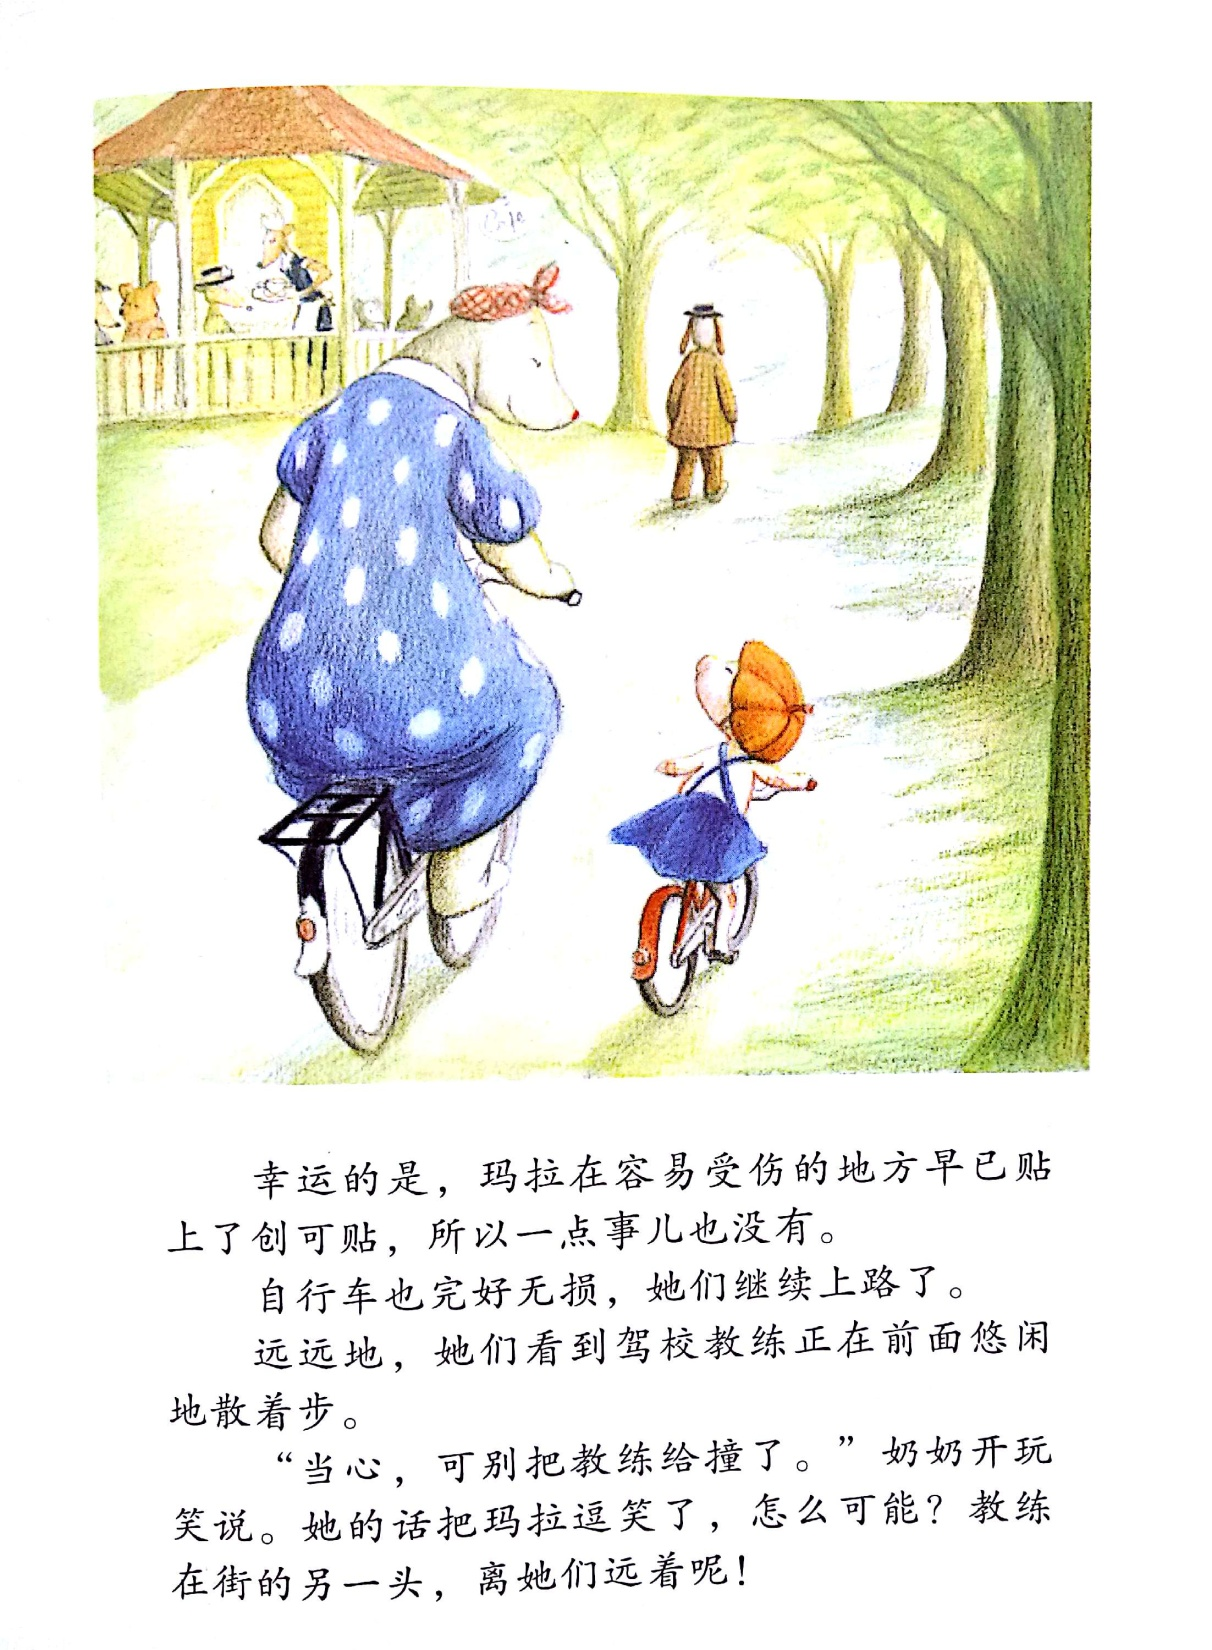 幸运的是，玛拉在容易受伤的地方早已贴
上了创可贴，所以一点事儿也没有。
自行车也完好无损，她们继续上路了。
远远地，她们看到驾校教练正在前面悠闲
地散着步。
“当心，可别把教练给撞了。”奶奶开玩
笑说。她的话把玛拉逗笑了，怎么可能？教练
在街的另一头，离她们远着呢！